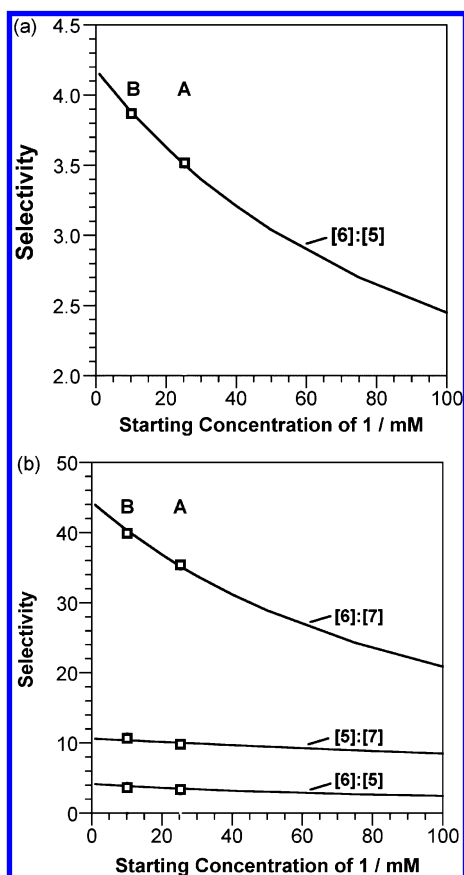 (a)
4.5
4.0
3.5
3.0
2.5
2.0
Selectivity
B A
[6]:[5]
0 20 40 60 80 100
Starting Concentration of 1 / mM
(b)
50
40
30
20
10
0
Selectivity
B A
[6]:[7]
[5]:[7]
[6]:[5]
0 20 40 60 80 100
Starting Concentration of 1 / mM